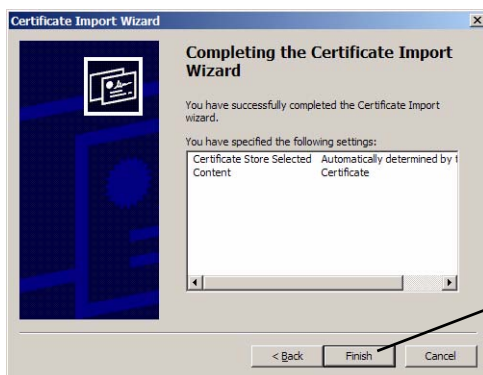 Certificate Import Wizard
Completing the Certificate Import
Wizard
You have successfully completed the Certificate Import
wizard.
You have specified the following settings:
Certificate Store Selected Automatically determined by t
Content Certificate
< Back Finish Cancel